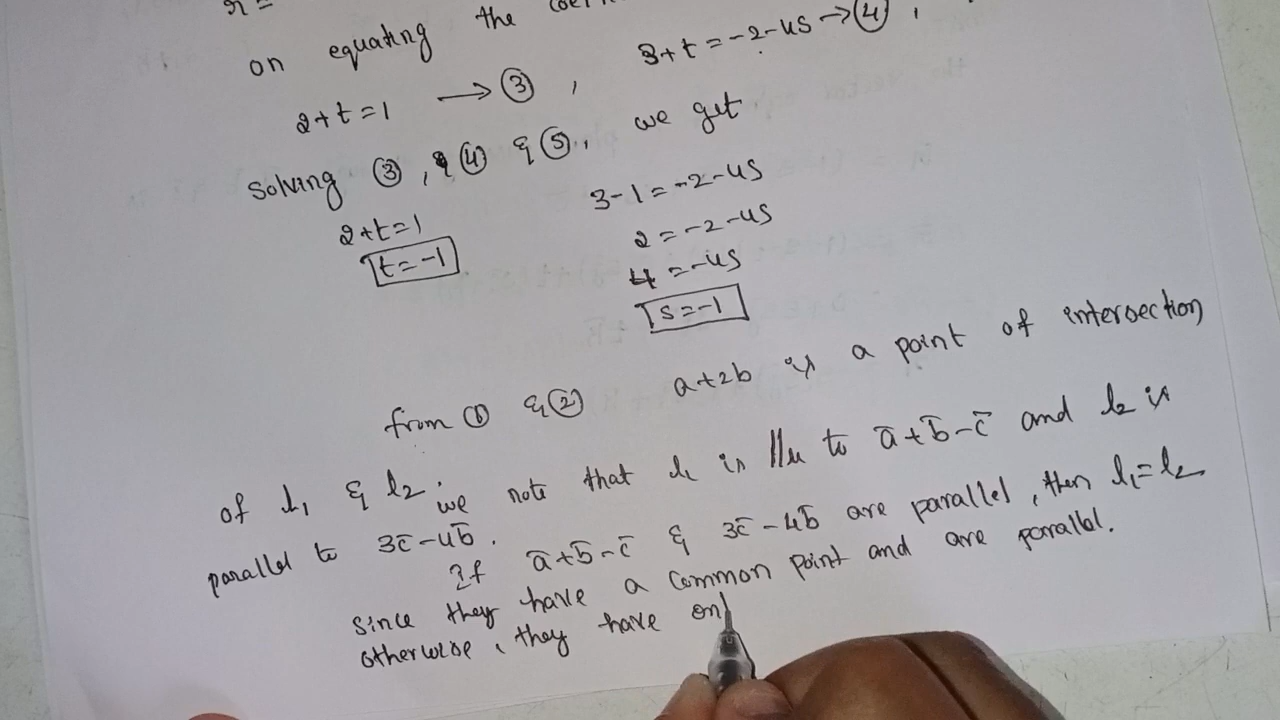 on equating the
2+t=1 → ③ , 3+t=-2-4s → ④ ,
Solving ③, & ④ & ⑤, we get
2+t=1 3-1=-2-4s
t=-1 2=-2-4s
4=-4s
s=-1
from ① & ② a+2b is a point of intersection
of l₁ & l₂. we note that l₁ is //le to a̅+b̅-c̅ and l₂ is
parallel to 3c̅-4b̅.
If a̅+b̅-c̅ & 3c̅-4b̅ are parallel, then l₁=l₂
since they have a common point and are parallel.
otherwise, they have on